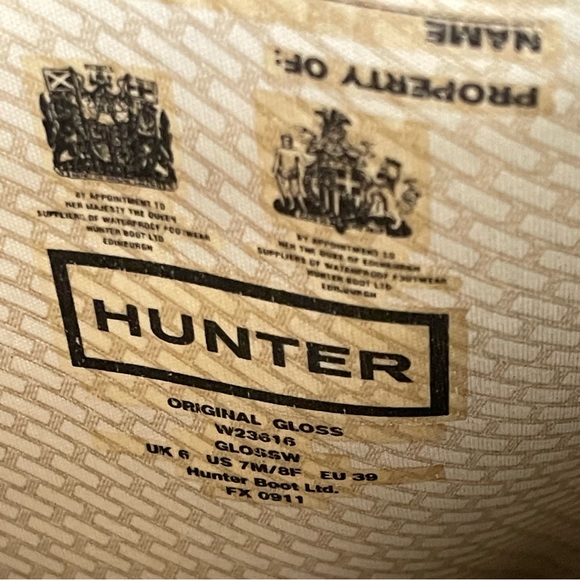 NAME
PROPERTY OF:
BY APPOINTMENT TO
HER MAJESTY THE QUEEN
SUPPLIERS OF WATERPROOF FOOTWEAR
HUNTER BOOT LTD
EDINBURGH
BY APPOINTMENT TO
HRH THE DUKE OF EDINBURGH
SUPPLIERS OF WATERPROOF FOOTWEAR
HUNTER BOOT LTD
EDINBURGH
HUNTER
ORIGINAL GLOSS
W23616
GLOSSW
UK 6 US 7M/8F EU 39
Hunter Boot Ltd.
FX 0911